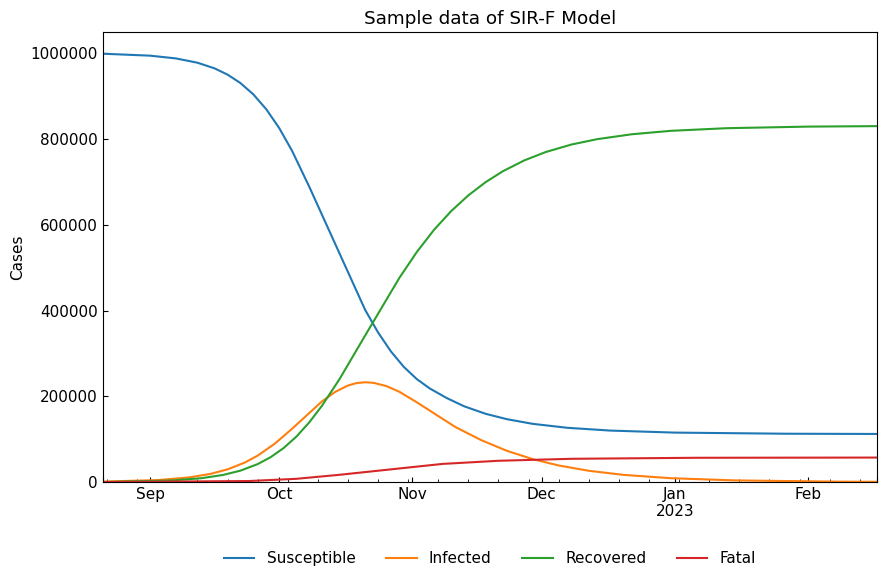 Sample data of SIR-F Model
Cases
1000000
800000
600000
400000
200000
0
Sep Oct Nov Dec Jan Feb
2023
Susceptible Infected Recovered Fatal